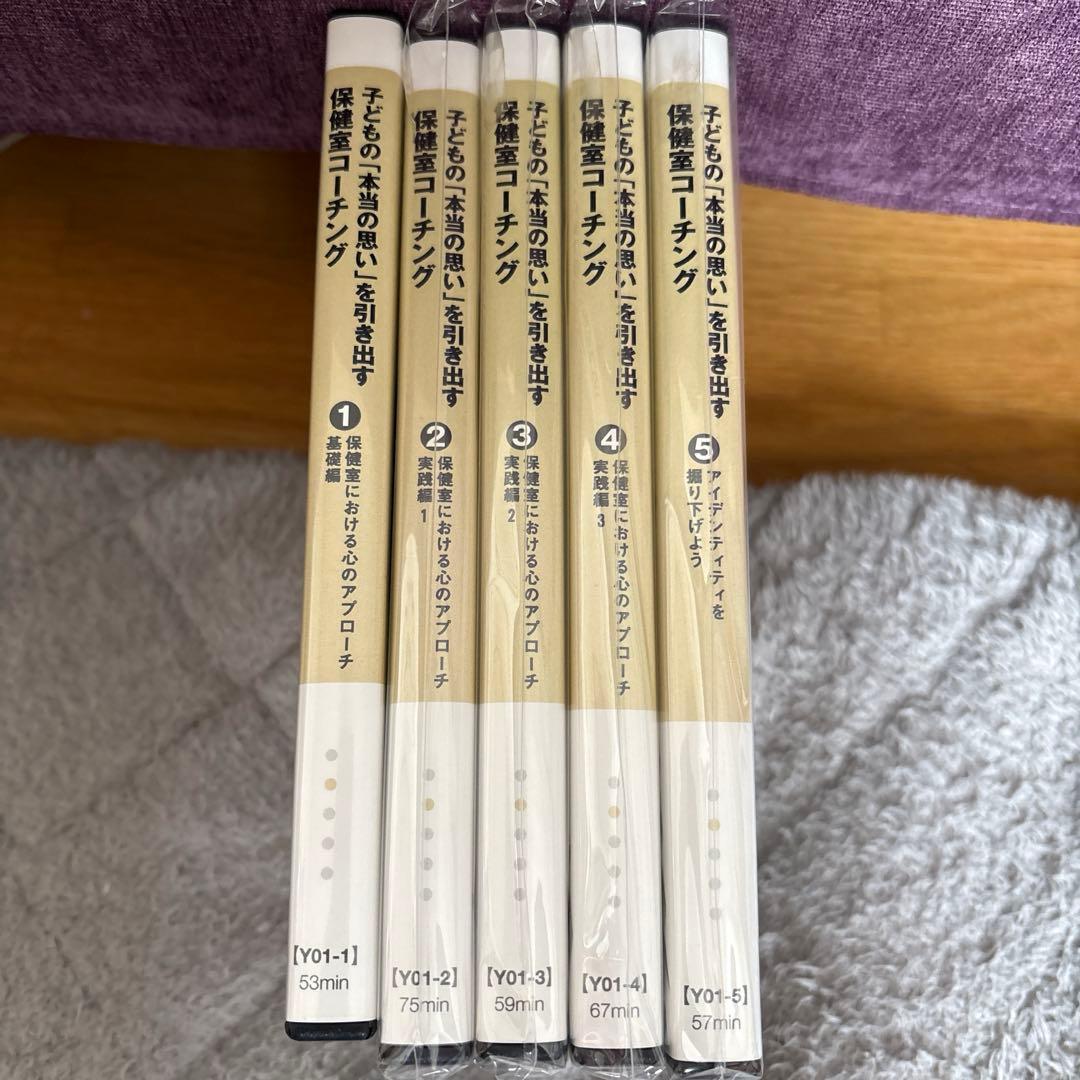 子どもの「本当の思い」を引き出す
保健室コーチング
1 保健室における心のアプローチ
基礎編
【Y01-1】
53min
子どもの「本当の思い」を引き出す
保健室コーチング
2 保健室における心のアプローチ
実践編1
【Y01-2】
75min
子どもの「本当の思い」を引き出す
保健室コーチング
3 保健室における心のアプローチ
実践編2
【Y01-3】
59min
子どもの「本当の思い」を引き出す
保健室コーチング
4 保健室における心のアプローチ
実践編3
【Y01-4】
67min
子どもの「本当の思い」を引き出す
保健室コーチング
5 アイデンティティを
掘り下げよう
【Y01-5】
57min